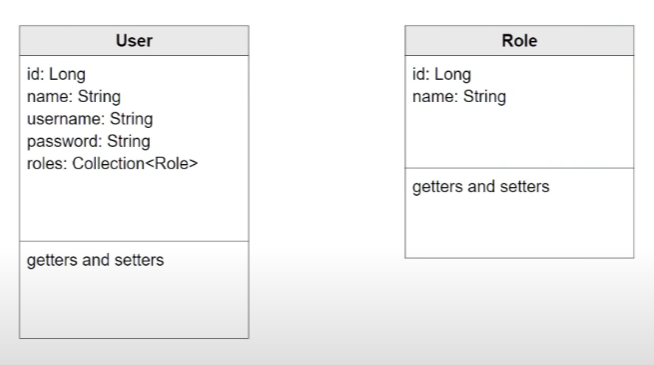 User
id: Long
name: String
username: String
password: String
roles: Collection<Role>
getters and setters
Role
id: Long
name: String
getters and setters